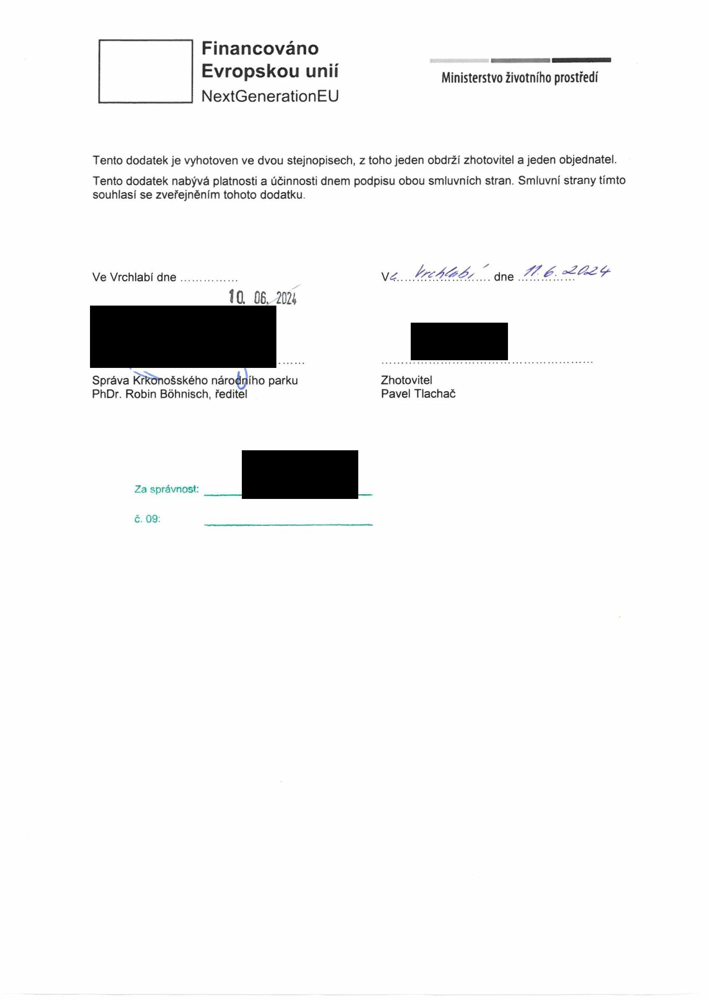 Financováno
Evropskou unií
NextGenerationEU
Ministerstvo životního prostředí
Tento dodatek je vyhotoven ve dvou stejnopisech, z toho jeden obdrží zhotovitel a jeden objednatel.
Tento dodatek nabývá platnosti a účinnosti dnem podpisu obou smluvních stran. Smluvní strany tímto
souhlasí se zveřejněním tohoto dodatku.
Ve Vrchlabí dne ...............
Ve Vrchlabí dne 11.6.2024
10. 06. 2024
Správa Krkonošského národního parku
PhDr. Robin Böhnisch, ředitel
Zhotovitel
Pavel Tlachač
Za správnost:
č. 09: